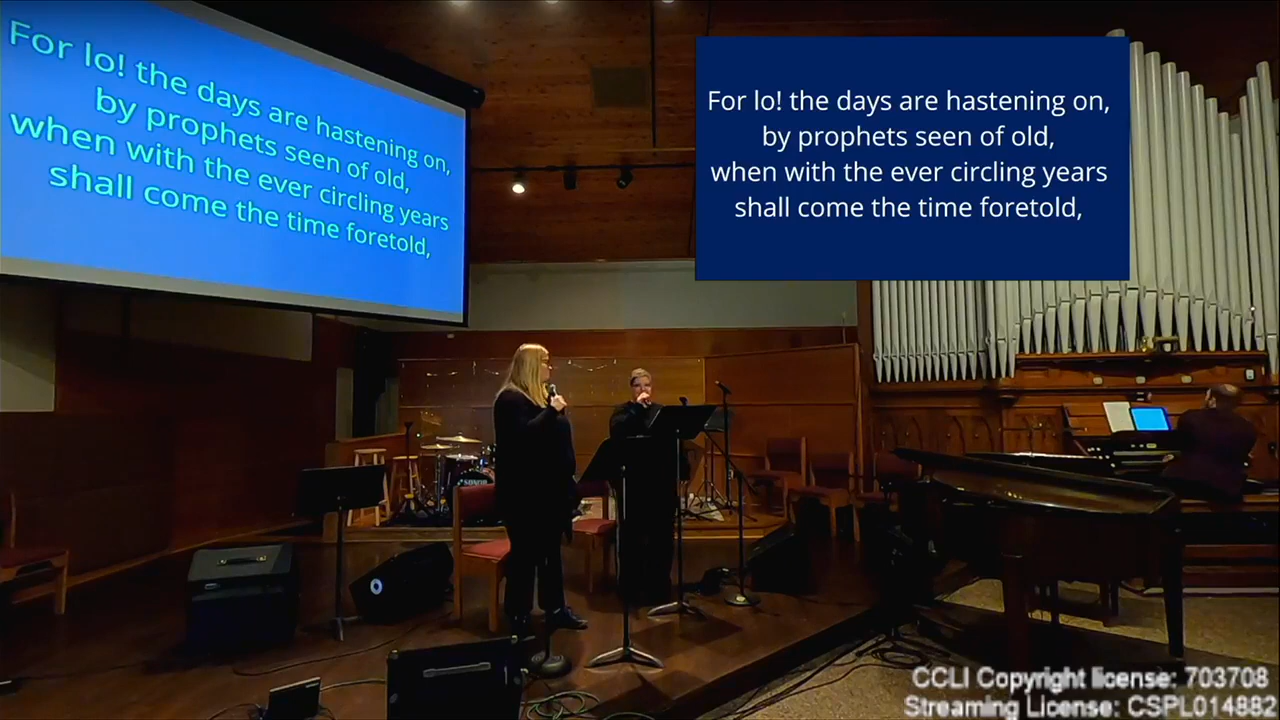 For lo! the days are hastening on,
by prophets seen of old,
when with the ever circling years
shall come the time foretold,
For lo! the days are hastening on,
by prophets seen of old,
when with the ever circling years
shall come the time foretold,
SONOR
CCLI Copyright license: 703708
Streaming License: CSPL014882